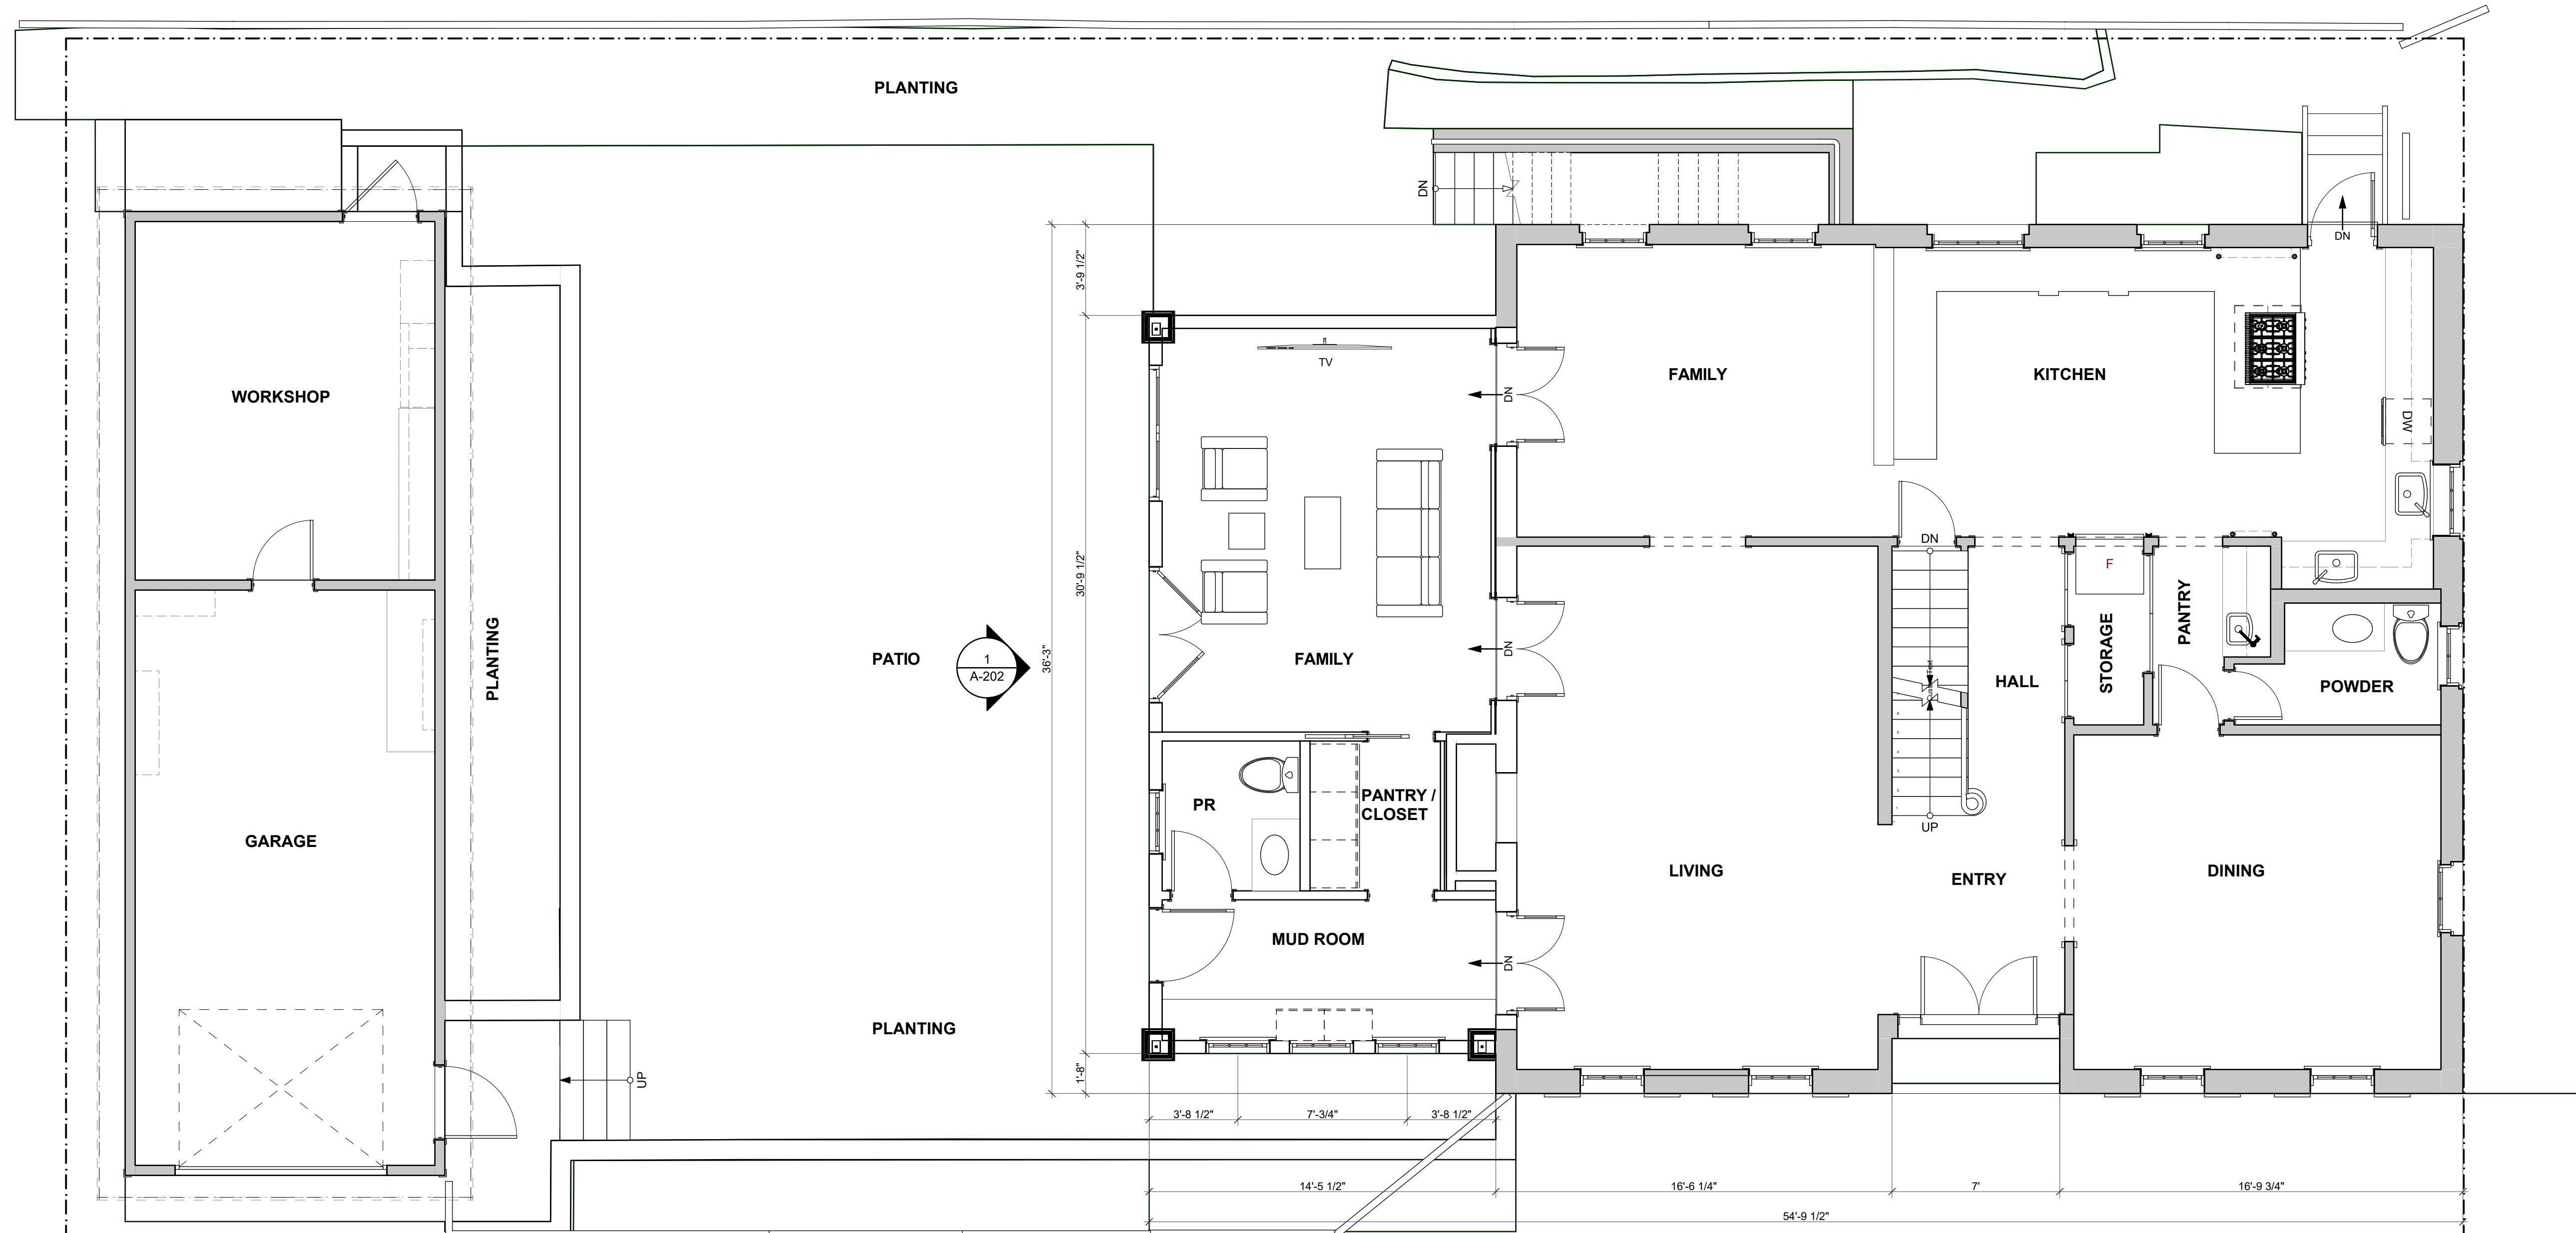 PLANTING
DN
DN
3'-9 1/2"
TV
WORKSHOP
FAMILY
KITCHEN
DN
DW
30'-9 1/2"
36'-3"
DN
F
PLANTING
PATIO
1
A-202
FAMILY
DN
HALL
STORAGE
PANTRY
POWDER
PR
PANTRY /
CLOSET
UP
GARAGE
LIVING
ENTRY
DINING
MUD ROOM
DN
PLANTING
1'-8"
UP
3'-8 1/2"
7'-3/4"
3'-8 1/2"
14'-5 1/2"
16'-6 1/4"
7'
16'-9 3/4"
54'-9 1/2"